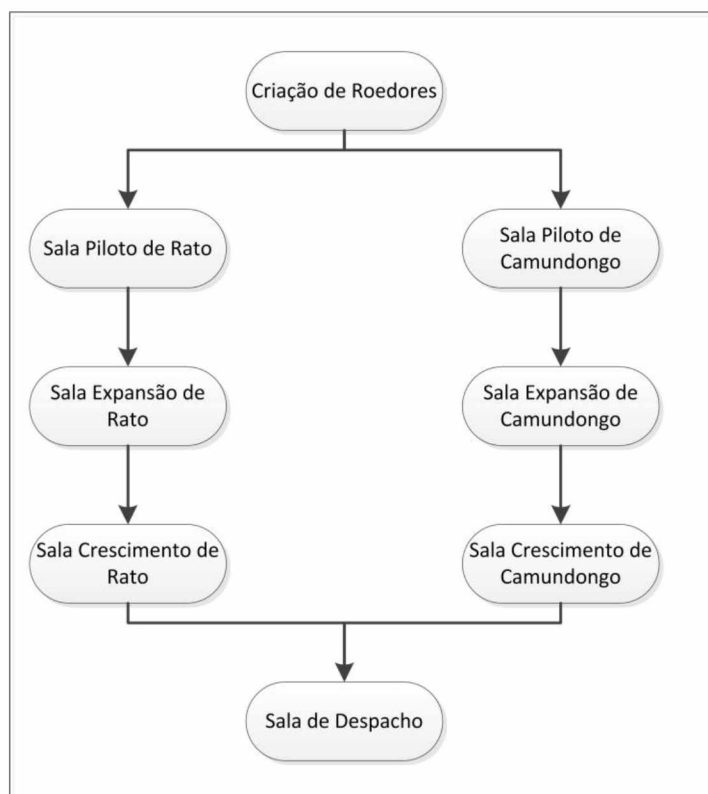 Criação de Roedores
Sala Piloto de Rato
Sala Piloto de
Camundongo
Sala Expansão de
Rato
Sala Expansão de
Camundongo
Sala Crescimento de
Rato
Sala Crescimento de
Camundongo
Sala de Despacho